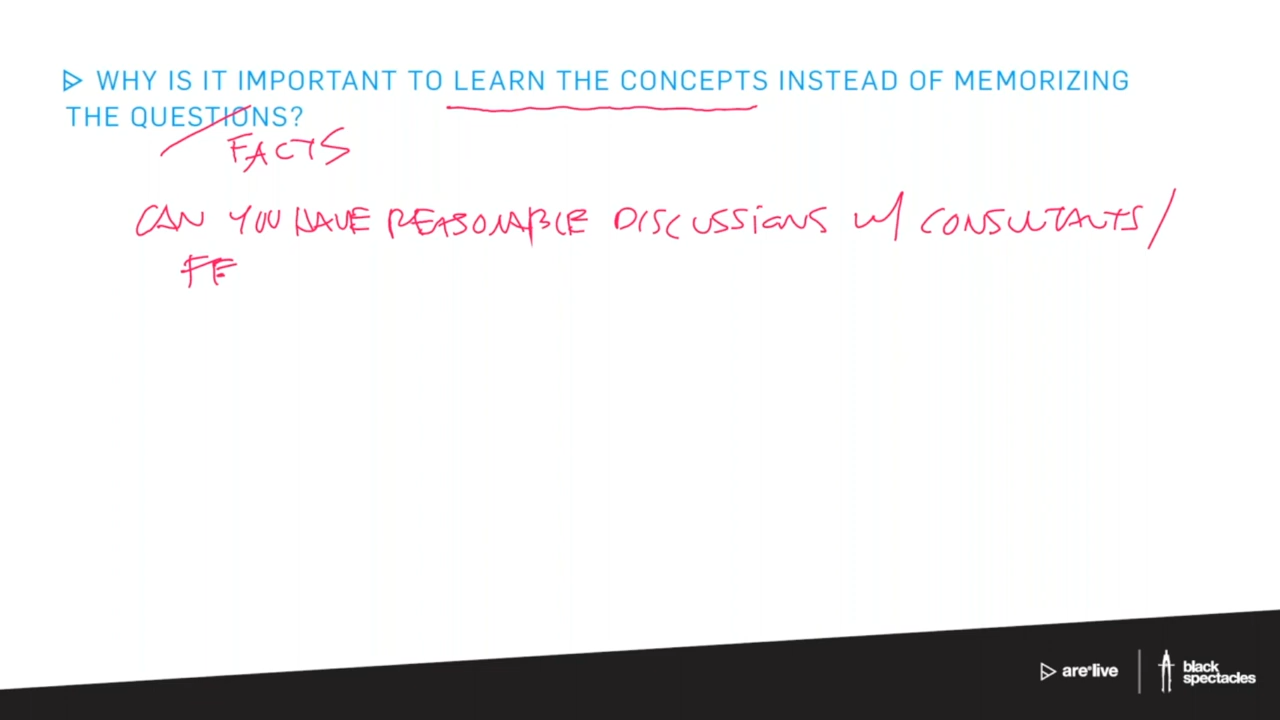 WHY IS IT IMPORTANT TO LEARN THE CONCEPTS INSTEAD OF MEMORIZING
THE QUESTIONS?
FACTS
CAN YOU HAVE REASONABLE DISCUSSIONS W/ CONSULTANTS/
FE
are®live
black
spectacles